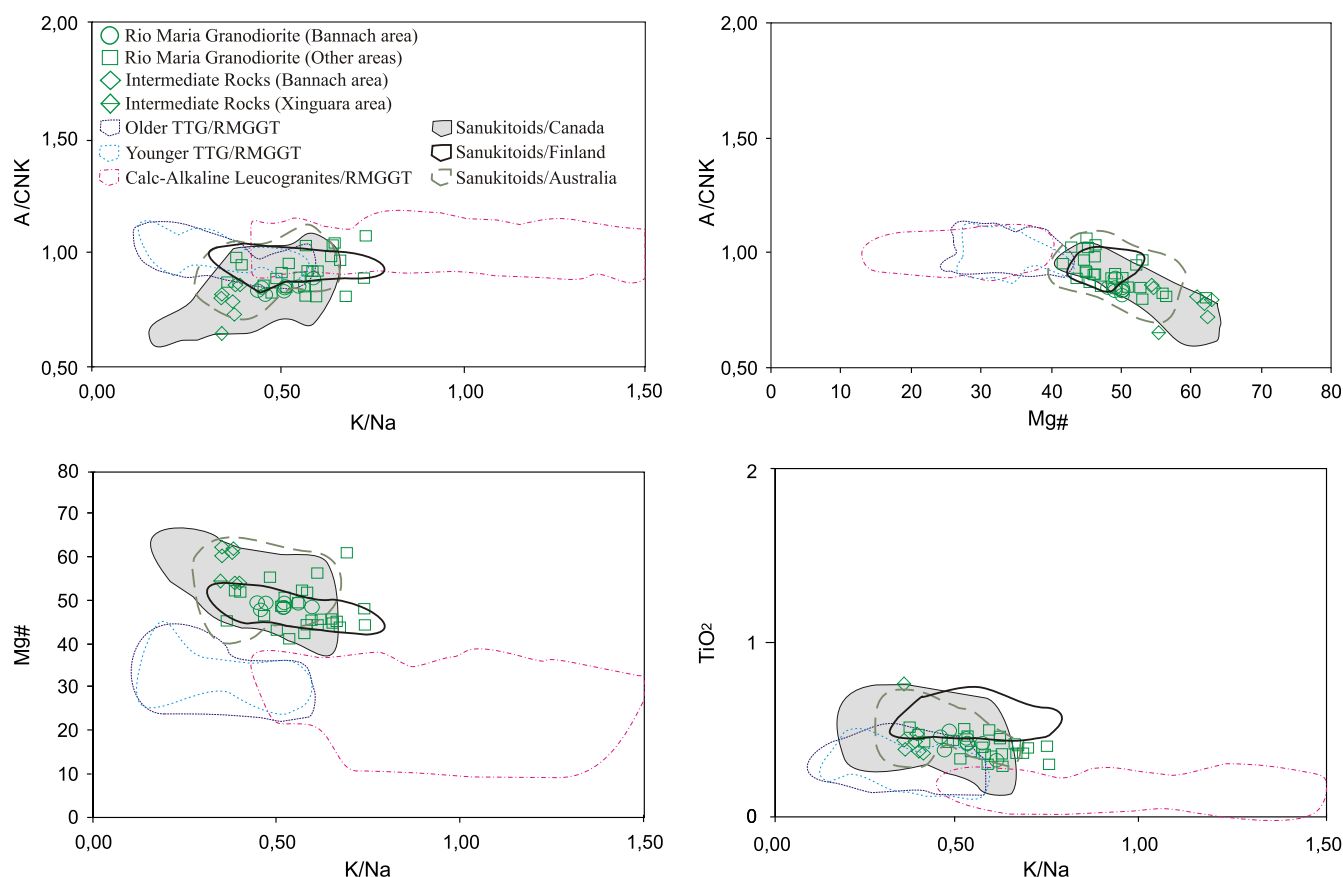 2,00
1,50
1,00
0,50
A/CNK
0,00
0,50
1,00
1,50
K/Na
Rio Maria Granodiorite (Bannach area)
Rio Maria Granodiorite (Other areas)
Intermediate Rocks (Bannach area)
Intermediate Rocks (Xinguara area)
Older TTG/RMGGT
Younger TTG/RMGGT
Calc-Alkaline Leucogranites/RMGGT
Sanukitoids/Canada
Sanukitoids/Finland
Sanukitoids/Australia
2,00
1,50
1,00
0,50
A/CNK
0
10
20
30
40
50
60
70
80
Mg#
80
70
60
50
40
30
20
10
0
Mg#
0,00
0,50
1,00
1,50
K/Na
2
1
0
TiO2
0,00
0,50
1,00
1,50
K/Na